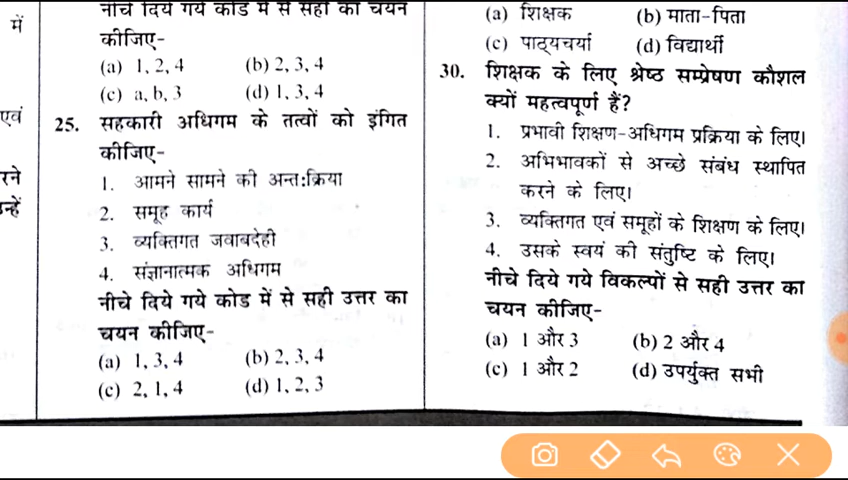 में
एवं
रने
उन्हें
नीचे दिये गये कोड में से सही का चयन
कीजिए-
(a) 1, 2, 4 (b) 2, 3, 4
(c) a, b, 3 (d) 1, 3, 4
25. सहकारी अधिगम के तत्वों को इंगित
कीजिए-
1. आमने सामने की अन्त:क्रिया
2. समूह कार्य
3. व्यक्तिगत जवाबदेही
4. संज्ञानात्मक अधिगम
नीचे दिये गये कोड में से सही उत्तर का
चयन कीजिए-
(a) 1, 3, 4 (b) 2, 3, 4
(c) 2, 1, 4 (d) 1, 2, 3
(a) शिक्षक (b) माता-पिता
(c) पाठ्यचर्या (d) विद्यार्थी
30. शिक्षक के लिए श्रेष्ठ सम्प्रेषण कौशल
क्यों महत्वपूर्ण हैं?
1. प्रभावी शिक्षण-अधिगम प्रक्रिया के लिए।
2. अभिभावकों से अच्छे संबंध स्थापित
करने के लिए।
3. व्यक्तिगत एवं समूहों के शिक्षण के लिए।
4. उसके स्वयं की संतुष्टि के लिए।
नीचे दिये गये विकल्पों से सही उत्तर का
चयन कीजिए-
(a) 1 और 3 (b) 2 और 4
(c) 1 और 2 (d) उपर्युक्त सभी